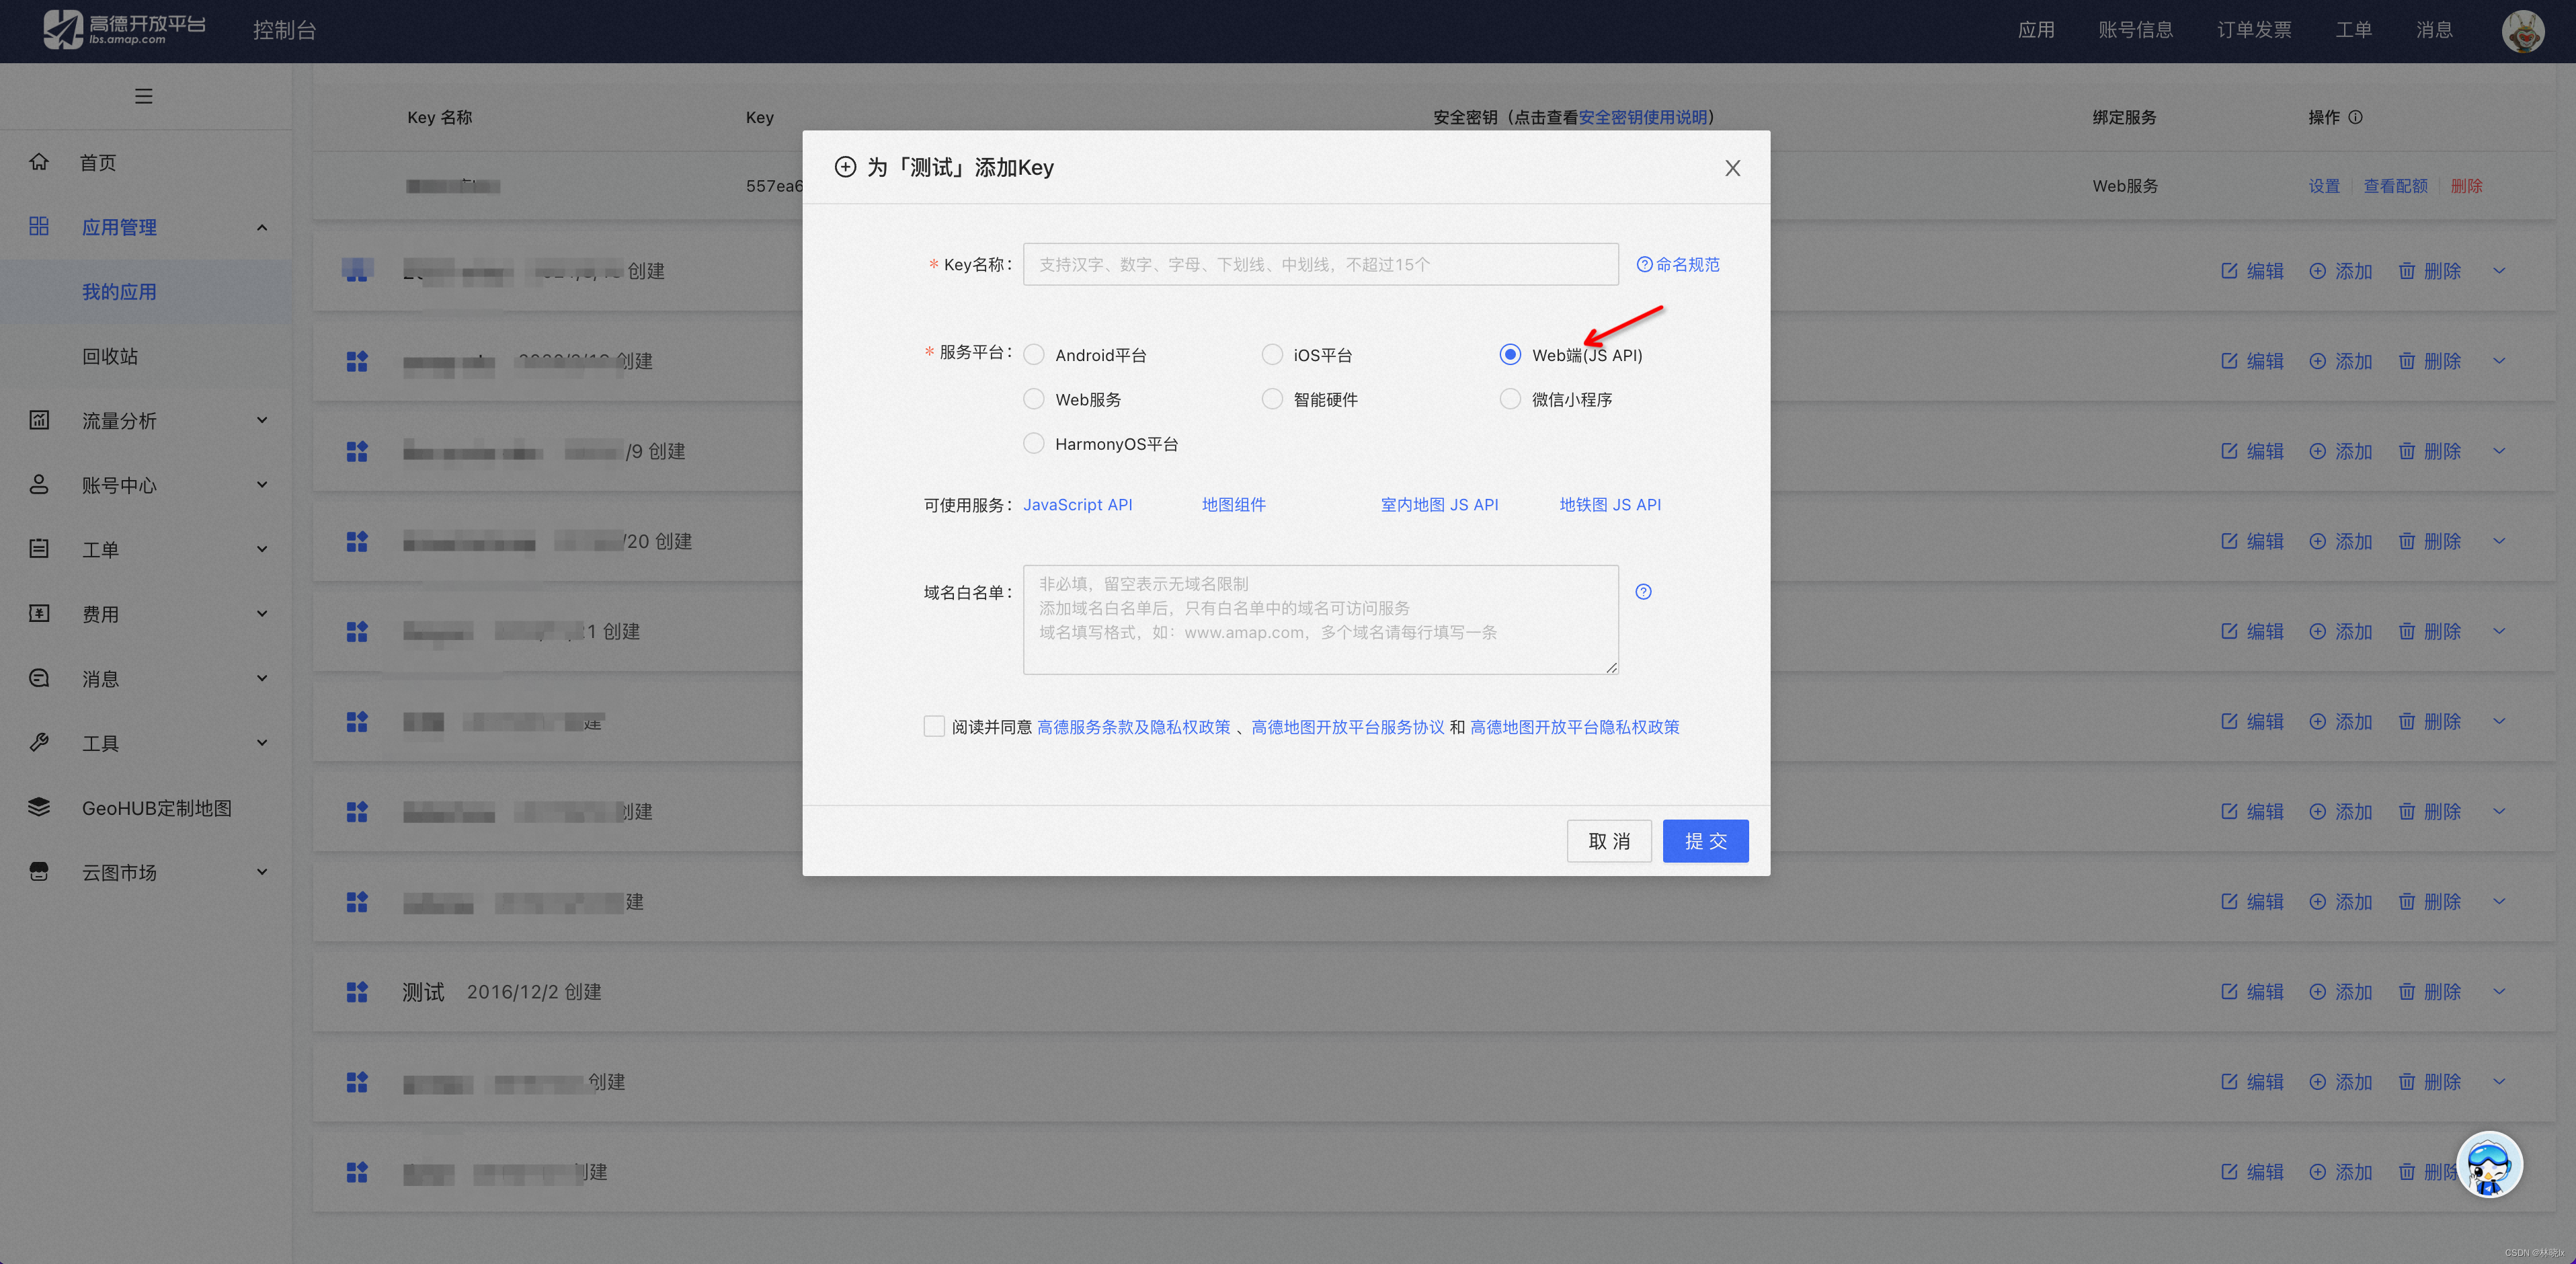 高德开放平台
lbs.amap.com
控制台
应用
账号信息
订单发票
工单
消息
首页
应用管理
我的应用
回收站
流量分析
账号中心
工单
费用
消息
工具
GeoHUB定制地图
云图市场
Key 名称
Key
安全密钥（点击查看安全密钥使用说明）
绑定服务
操作
557ea6
Web服务
设置
查看配额
删除
创建
编辑 添加 删除
创建
编辑 添加 删除
/9 创建
编辑 添加 删除
/20 创建
编辑 添加 删除
1 创建
编辑 添加 删除
建
编辑 添加 删除
创建
编辑 添加 删除
建
编辑 添加 删除
测试 2016/12/2 创建
编辑 添加 删除
创建
编辑 添加 删除
建
编辑 添加 删除
为「测试」添加Key
* Key名称：
支持汉字、数字、字母、下划线、中划线，不超过15个
命名规范
* 服务平台：
Android平台
iOS平台
Web端(JS API)
Web服务
智能硬件
微信小程序
HarmonyOS平台
可使用服务：
JavaScript API
地图组件
室内地图 JS API
地铁图 JS API
域名白名单：
非必填，留空表示无域名限制
添加域名白名单后，只有白名单中的域名可访问服务
域名填写格式，如：www.amap.com，多个域名请每行填写一条
阅读并同意 高德服务条款及隐私权政策 、高德地图开放平台服务协议 和 高德地图开放平台隐私权政策
取 消
提 交
CSDN @林晓lx